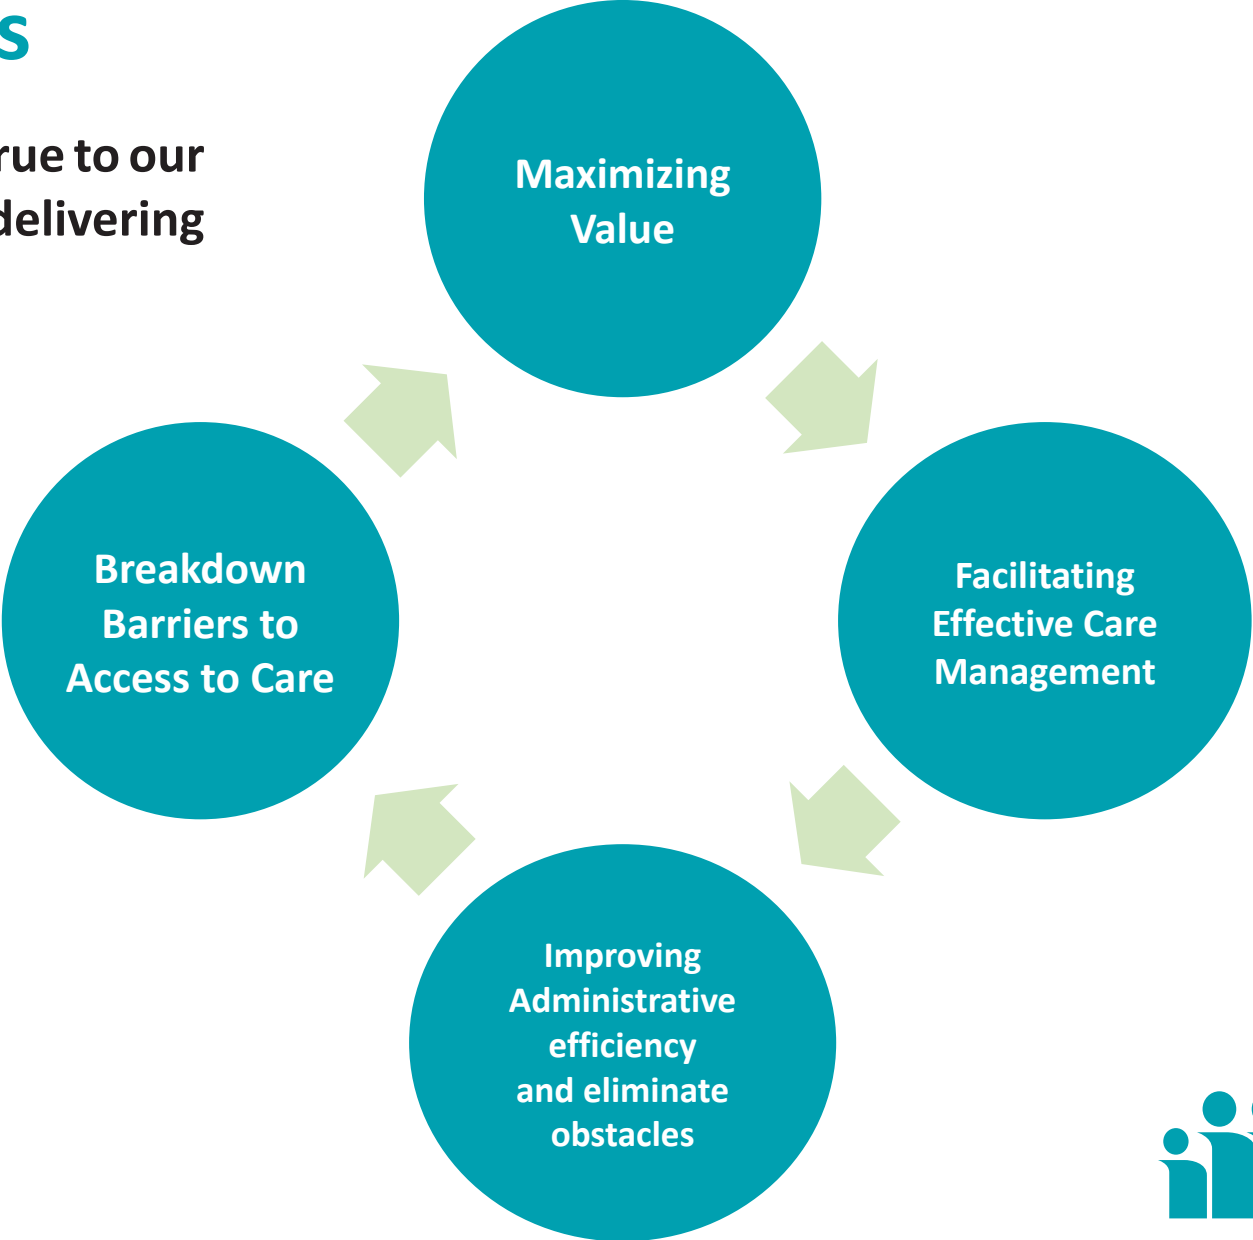 s
rue to our
delivering
Maximizing
Value
Breakdown
Barriers to
Access to Care
Facilitating
Effective Care
Management
Improving
Administrative
efficiency
and eliminate
obstacles